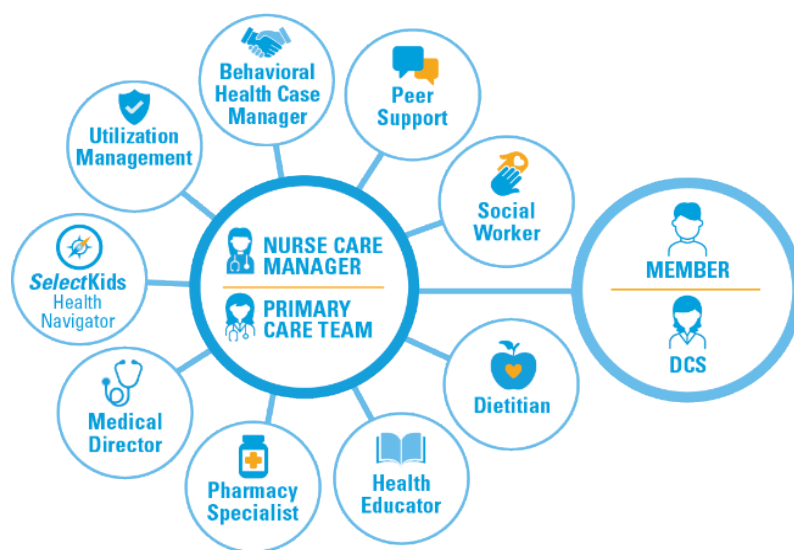 Behavioral
Health Case
Manager
Peer
Support
Utilization
Management
Social
Worker
SelectKids
Health
Navigator
NURSE CARE
MANAGER
PRIMARY
CARE TEAM
MEMBER
DCS
Medical
Director
Dietitian
Pharmacy
Specialist
Health
Educator